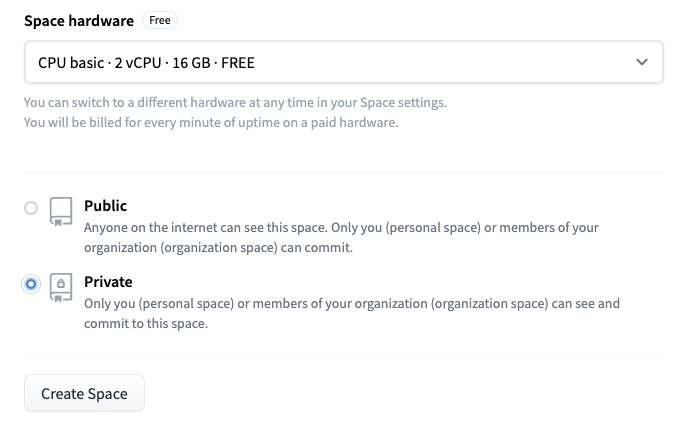 Space hardware Free
CPU basic · 2 vCPU · 16 GB · FREE
You can switch to a different hardware at any time in your Space settings.
You will be billed for every minute of uptime on a paid hardware.
Public
Anyone on the internet can see this space. Only you (personal space) or members of your
organization (organization space) can commit.
Private
Only you (personal space) or members of your organization (organization space) can see and
commit to this space.
Create Space